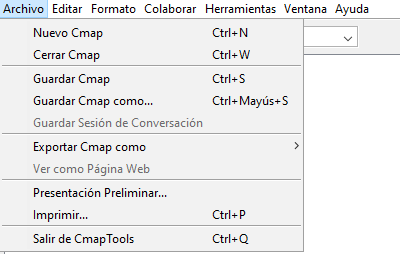 Archivo Editar Formato Colaborar Herramientas Ventana Ayuda
Nuevo Cmap Ctrl+N
Cerrar Cmap Ctrl+W
Guardar Cmap Ctrl+S
Guardar Cmap como... Ctrl+Mayús+S
Guardar Sesión de Conversación
Exportar Cmap como
Ver como Página Web
Presentación Preliminar...
Imprimir... Ctrl+P
Salir de CmapTools Ctrl+Q